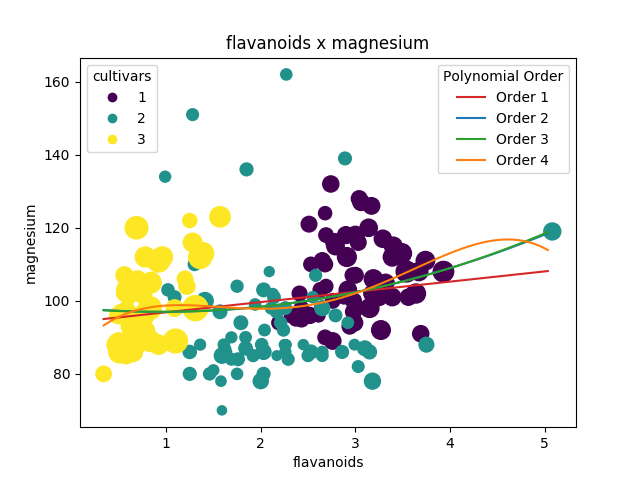 flavanoids x magnesium
cultivars
1
2
3
Polynomial Order
Order 1
Order 2
Order 3
Order 4
magnesium
160
140
120
100
80
1 2 3 4 5
flavanoids